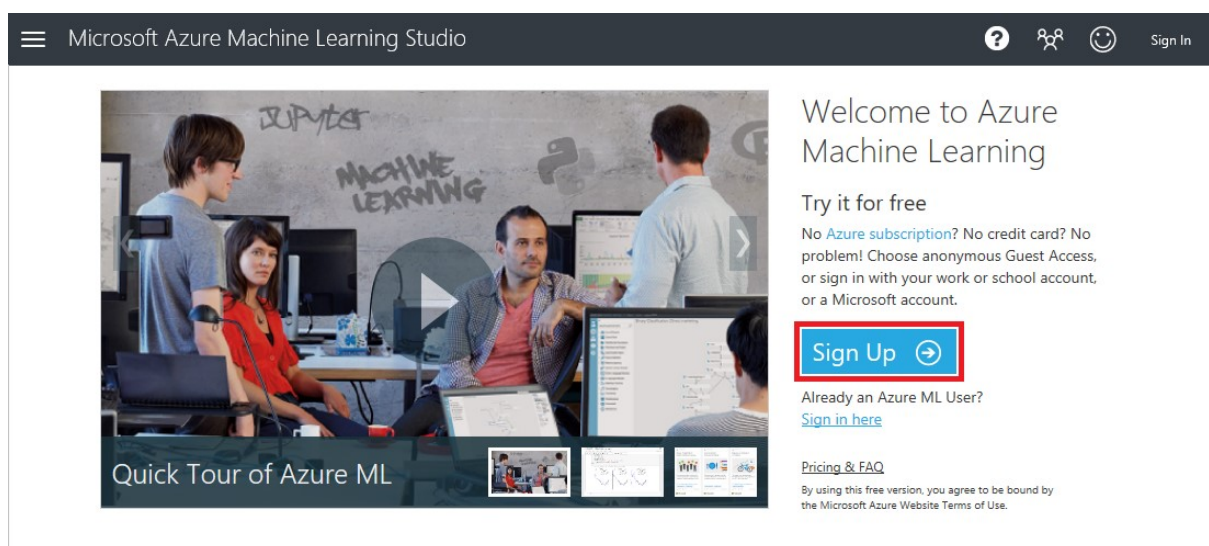 Microsoft Azure Machine Learning Studio
Sign In
JUPyter
MACHINE
LEARNING
Quick Tour of Azure ML
Welcome to Azure
Machine Learning
Try it for free
No Azure subscription? No credit card? No
problem! Choose anonymous Guest Access,
or sign in with your work or school account,
or a Microsoft account.
Sign Up
Already an Azure ML User?
Sign in here
Pricing & FAQ
By using this free version, you agree to be bound by
the Microsoft Azure Website Terms of Use.